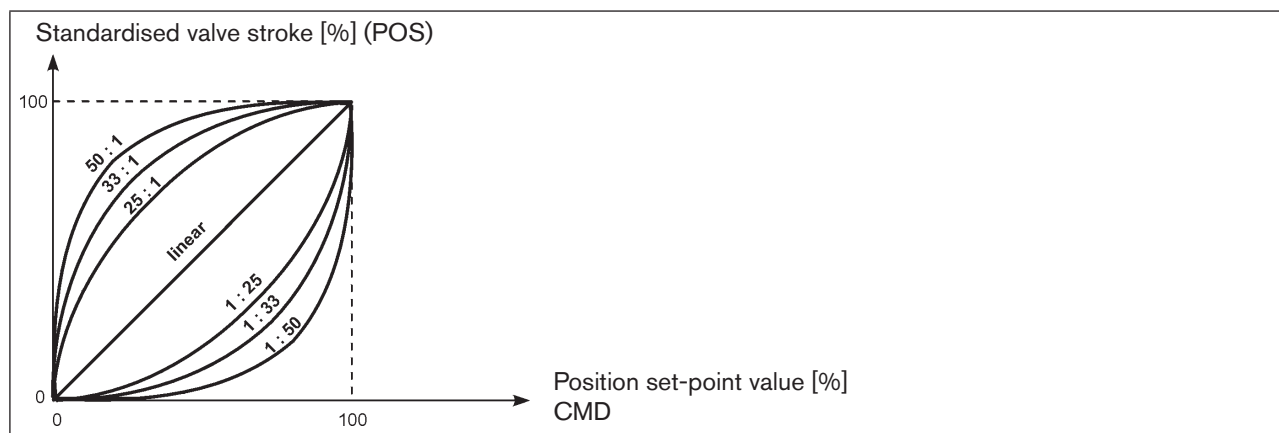 Standardised valve stroke [%] (POS)
100
50 : 1
33 : 1
25 : 1
linear
1 : 25
1 : 33
1 : 50
0
0
100
Position set-point value [%]
CMD